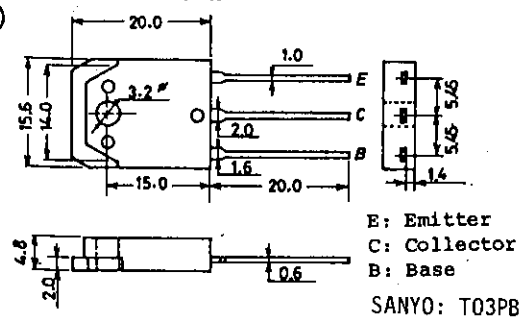 )
20.0
1.0
E
3.2ø
C
15.6
14.0
2.0
B
1.6
15.0
20.0
5.45
5.45
1.4
4.8
2.0
0.6
E: Emitter
C: Collector
B: Base
SANYO: TO3PB